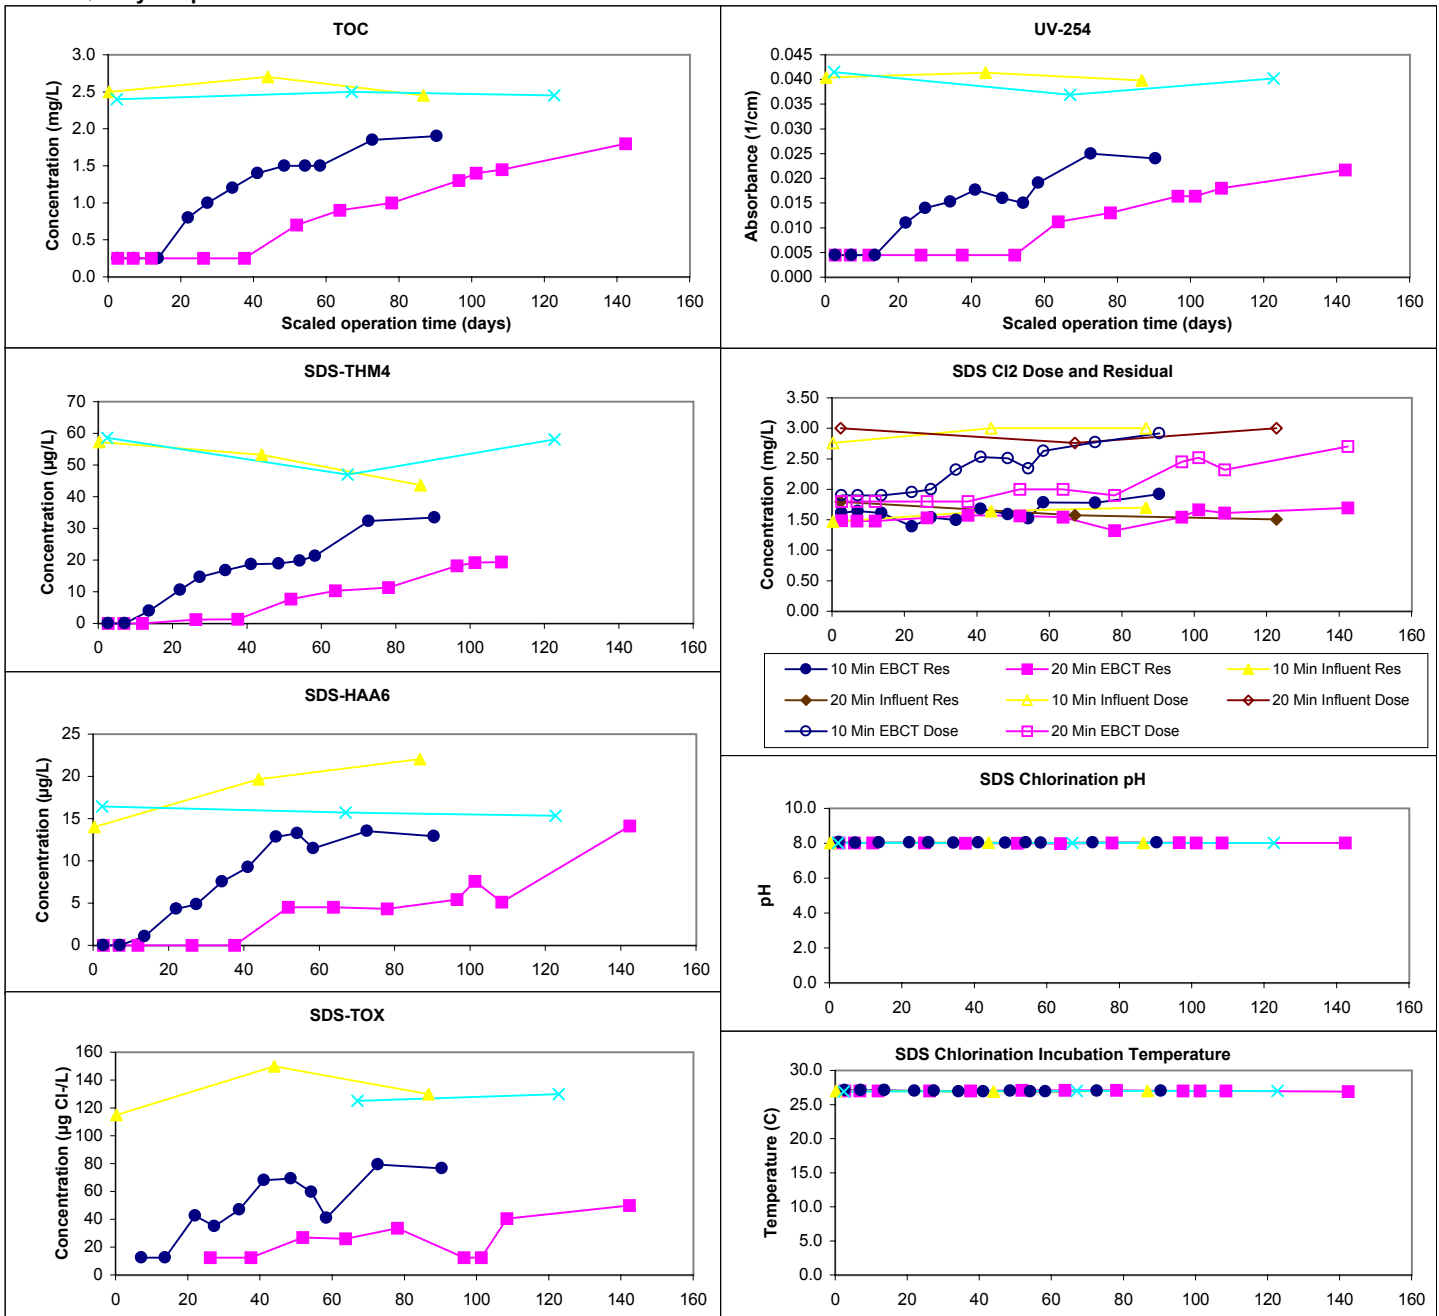 TOC
3.0
2.5
2.0
1.5
1.0
0.5
0.0
Concentration (mg/L)
0 20 40 60 80 100 120 140 160
Scaled operation time (days)
UV-254
0.045
0.040
0.035
0.030
0.025
0.020
0.015
0.010
0.005
0.000
Absorbance (1/cm)
0 20 40 60 80 100 120 140 160
Scaled operation time (days)
SDS-THM4
70
60
50
40
30
20
10
0
Concentration (µg/L)
0 20 40 60 80 100 120 140 160
SDS Cl2 Dose and Residual
3.50
3.00
2.50
2.00
1.50
1.00
0.50
0.00
Concentration (mg/L)
0 20 40 60 80 100 120 140 160
10 Min EBCT Res 20 Min EBCT Res 10 Min Influent Res
20 Min Influent Res 10 Min Influent Dose 20 Min Influent Dose
10 Min EBCT Dose 20 Min EBCT Dose
SDS-HAA6
25
20
15
10
5
0
Concentration (µg/L)
0 20 40 60 80 100 120 140 160
SDS Chlorination pH
10.0
8.0
6.0
4.0
2.0
0.0
pH
0 20 40 60 80 100 120 140 160
SDS-TOX
160
140
120
100
80
60
40
20
0
Concentration (µg Cl-/L)
0 20 40 60 80 100 120 140 160
SDS Chlorination Incubation Temperature
30.0
25.0
20.0
15.0
10.0
5.0
0.0
Temperature (C)
0 20 40 60 80 100 120 140 160